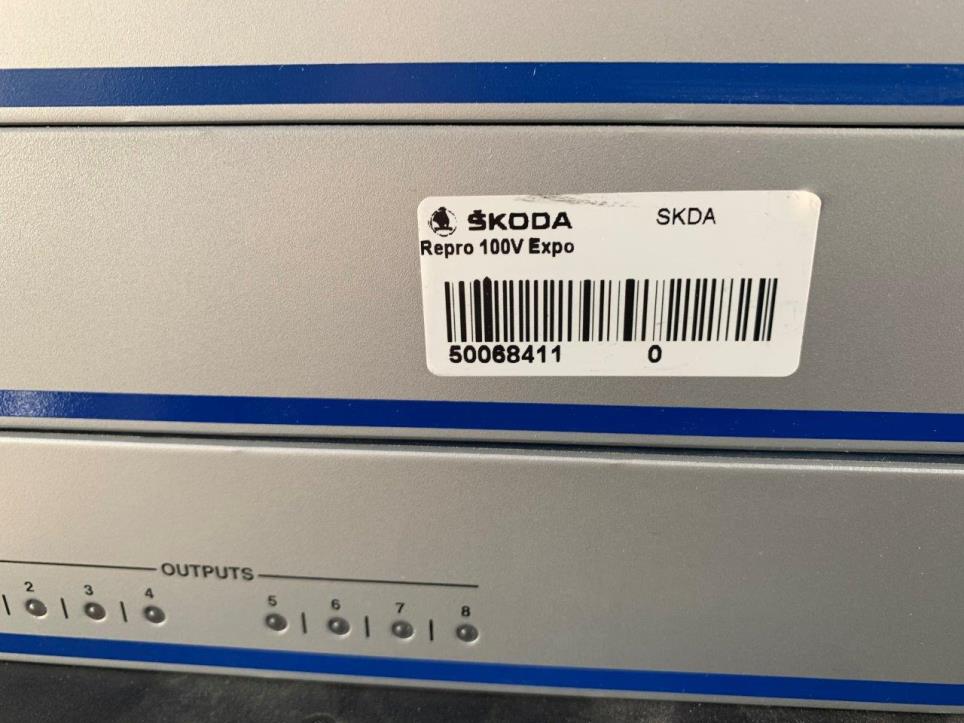 ŠKODA SKDA
Repro 100V Expo
50068411 0
OUTPUTS
2 3 4 5 6 7 8